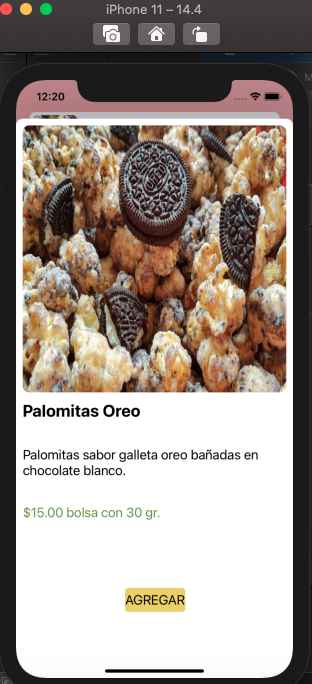 iPhone 11 – 14.4
12:20
Palomitas Oreo
Palomitas sabor galleta oreo bañadas en
chocolate blanco.
$15.00 bolsa con 30 gr.
AGREGAR